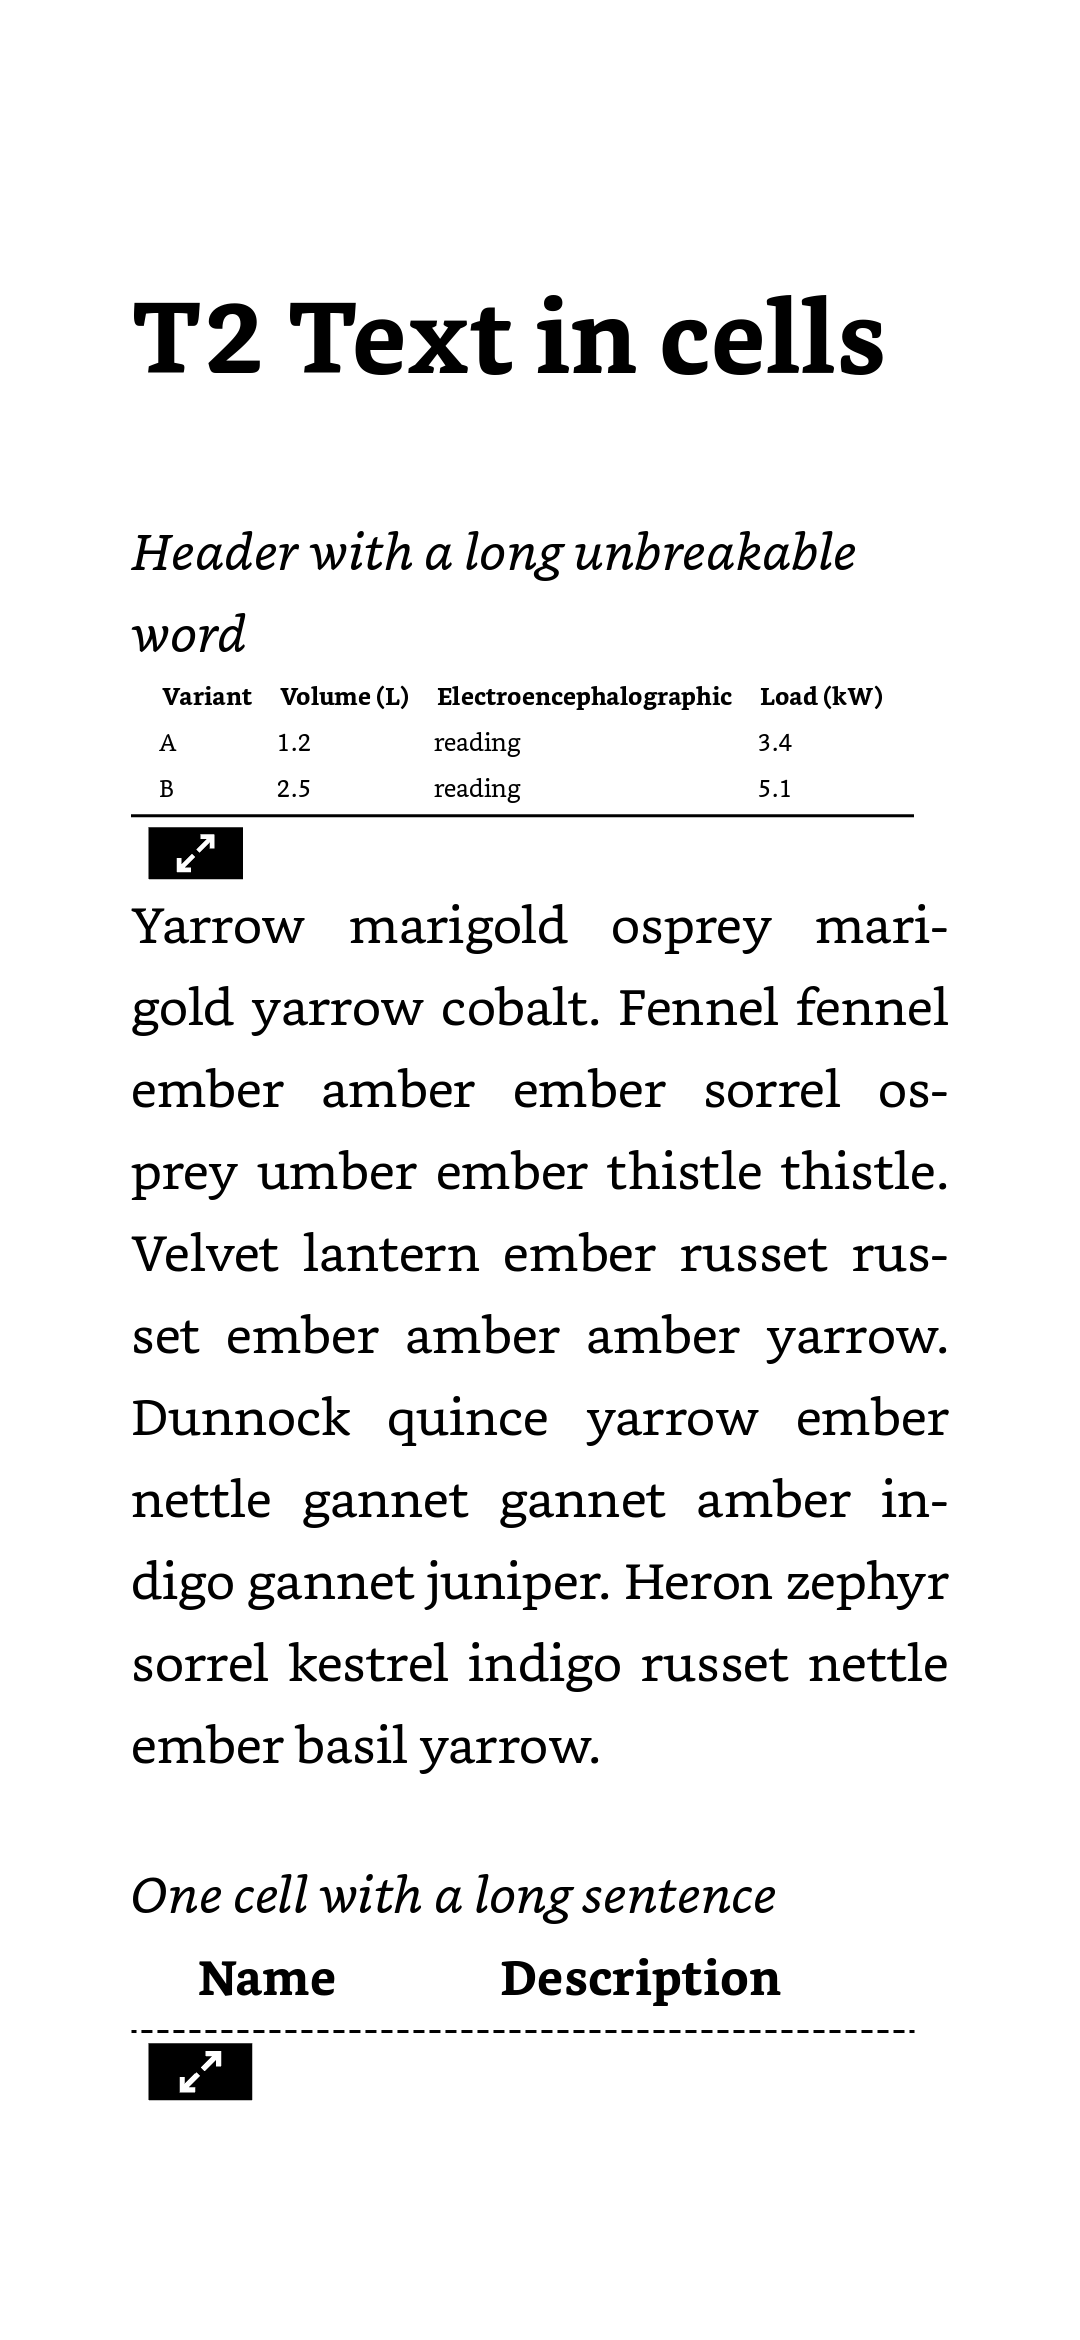 T2 Text in cells
Header with a long unbreakable
word
Variant Volume (L) Electroencephalographic Load (kW)
A 1.2 reading 3.4
B 2.5 reading 5.1
Yarrow marigold osprey mari-
gold yarrow cobalt. Fennel fennel
ember amber ember sorrel os-
prey umber ember thistle thistle.
Velvet lantern ember russet rus-
set ember amber amber yarrow.
Dunnock quince yarrow ember
nettle gannet gannet amber in-
digo gannet juniper. Heron zephyr
sorrel kestrel indigo russet nettle
ember basil yarrow.
One cell with a long sentence
Name Description